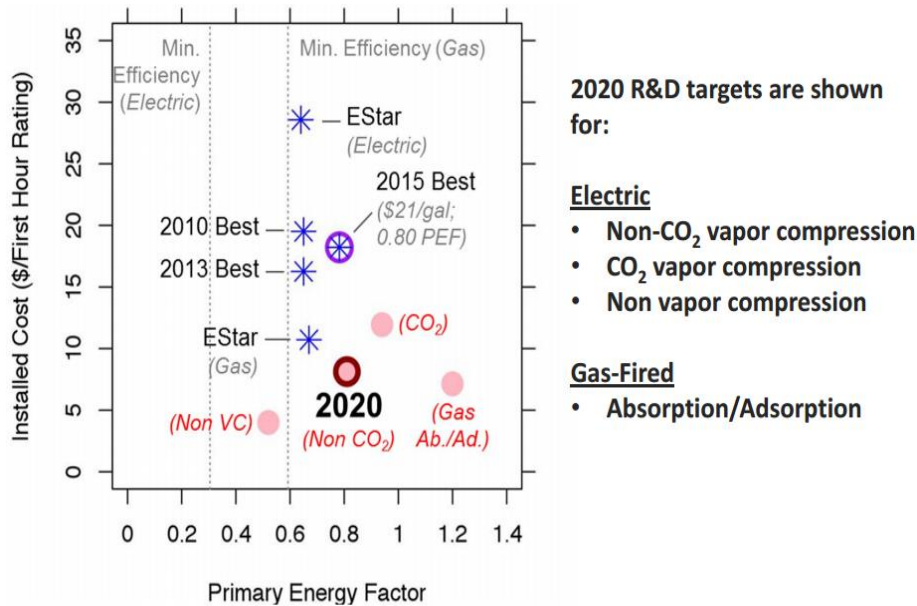 Installed Cost ($/First Hour Rating)
35
30
25
20
15
10
5
0
Min.
Efficiency
(Electric)
Min. Efficiency (Gas)
EStar
(Electric)
2015 Best
($21/gal;
0.80 PEF)
2010 Best
2013 Best
EStar
(Gas)
(CO₂)
2020
(Non CO₂)
(Non VC)
(Gas
Ab./Ad.)
0 0.2 0.4 0.6 0.8 1 1.2 1.4
Primary Energy Factor
2020 R&D targets are shown
for:
Electric
• Non-CO₂ vapor compression
• CO₂ vapor compression
• Non vapor compression
Gas-Fired
• Absorption/Adsorption